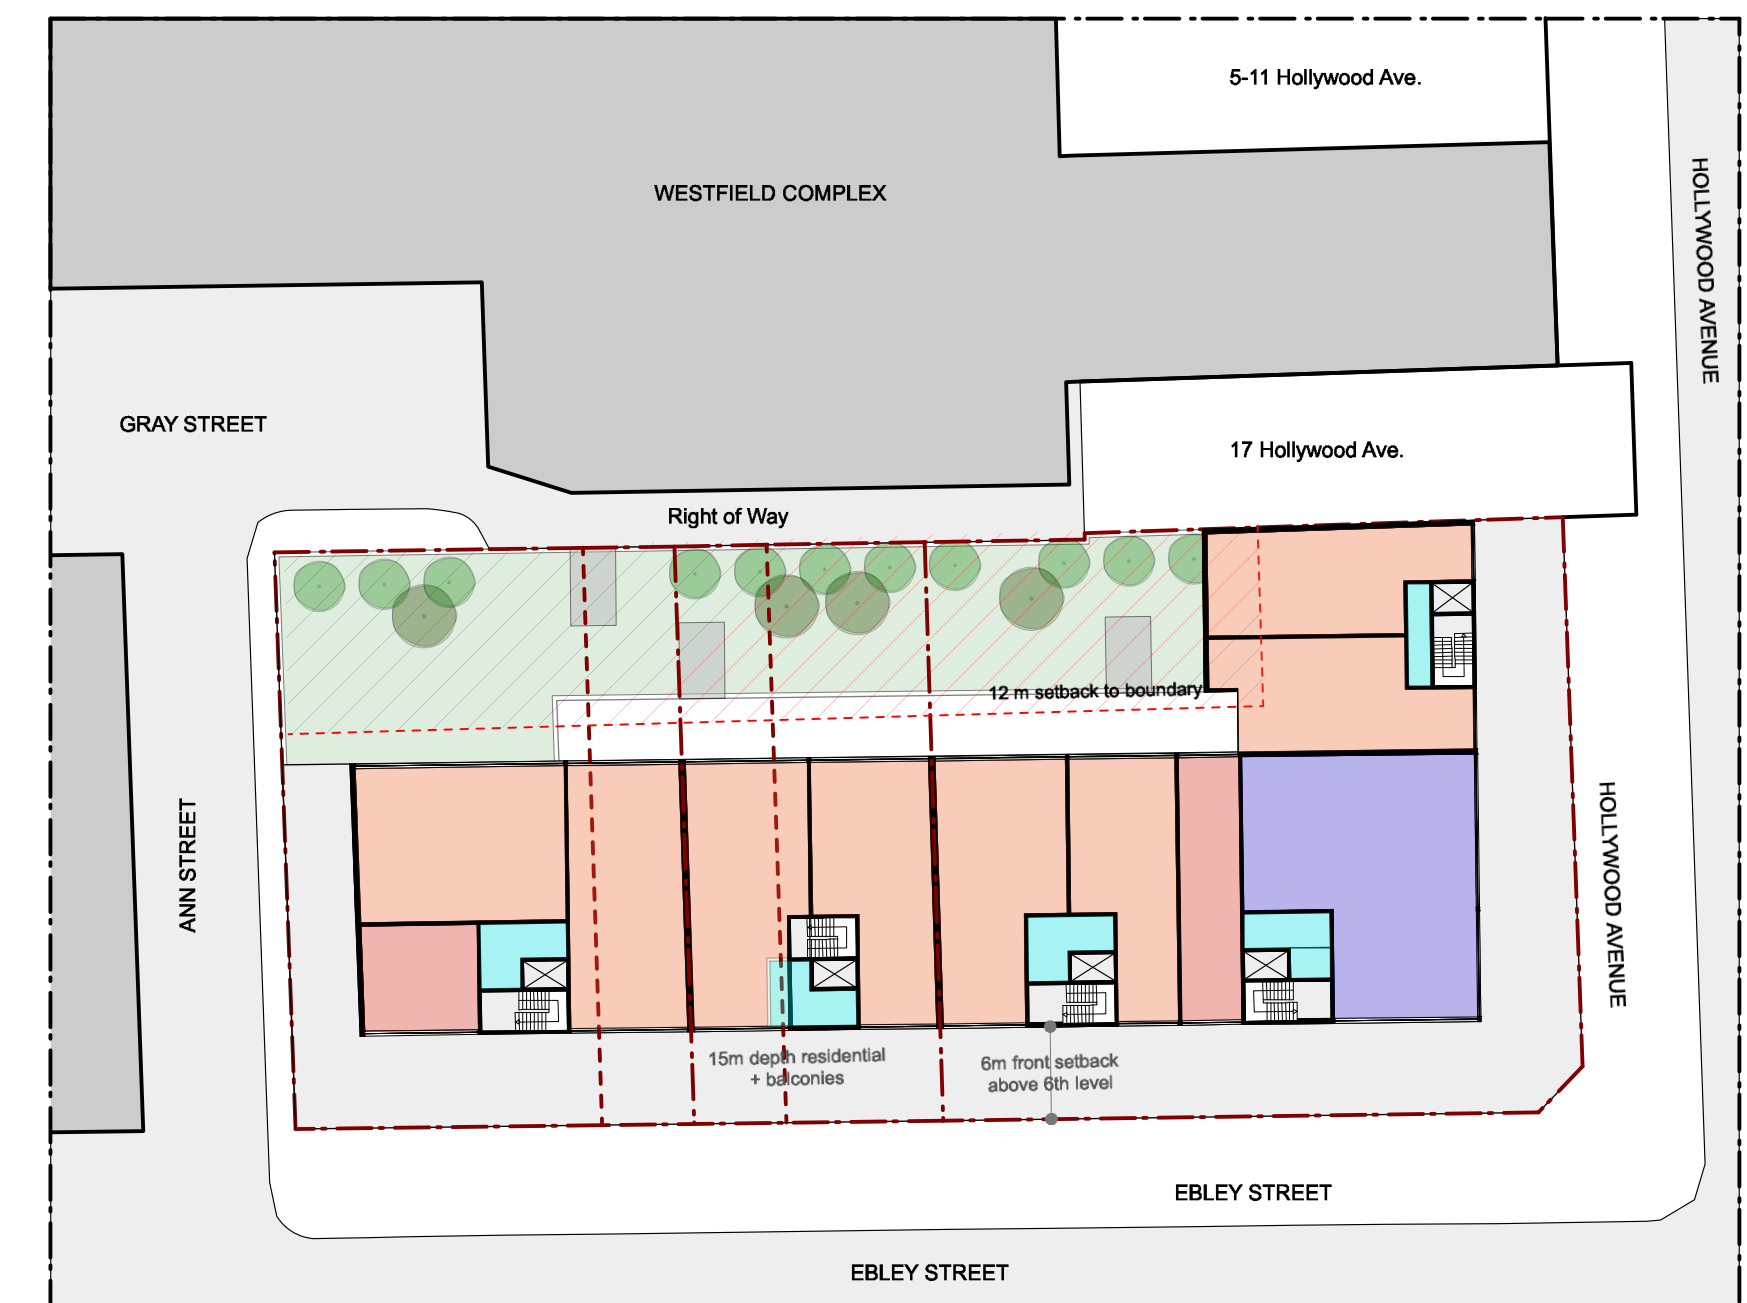 5-11 Hollywood Ave.
WESTFIELD COMPLEX
HOLLYWOOD AVENUE
GRAY STREET
17 Hollywood Ave.
Right of Way
12 m setback to boundary
ANN STREET
HOLLYWOOD AVENUE
15m depth residential
+ balconies
6m front setback
above 6th level
EBLEY STREET
EBLEY STREET